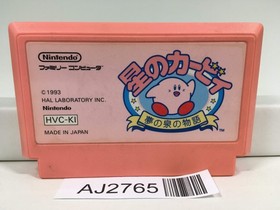 Nintendo
ファミリーコンピュータ
©1993
HAL LABORATORY INC.
Nintendo
HVC-KI
MADE IN JAPAN
星のカービィ
夢の泉の物語
TM
AJ2765